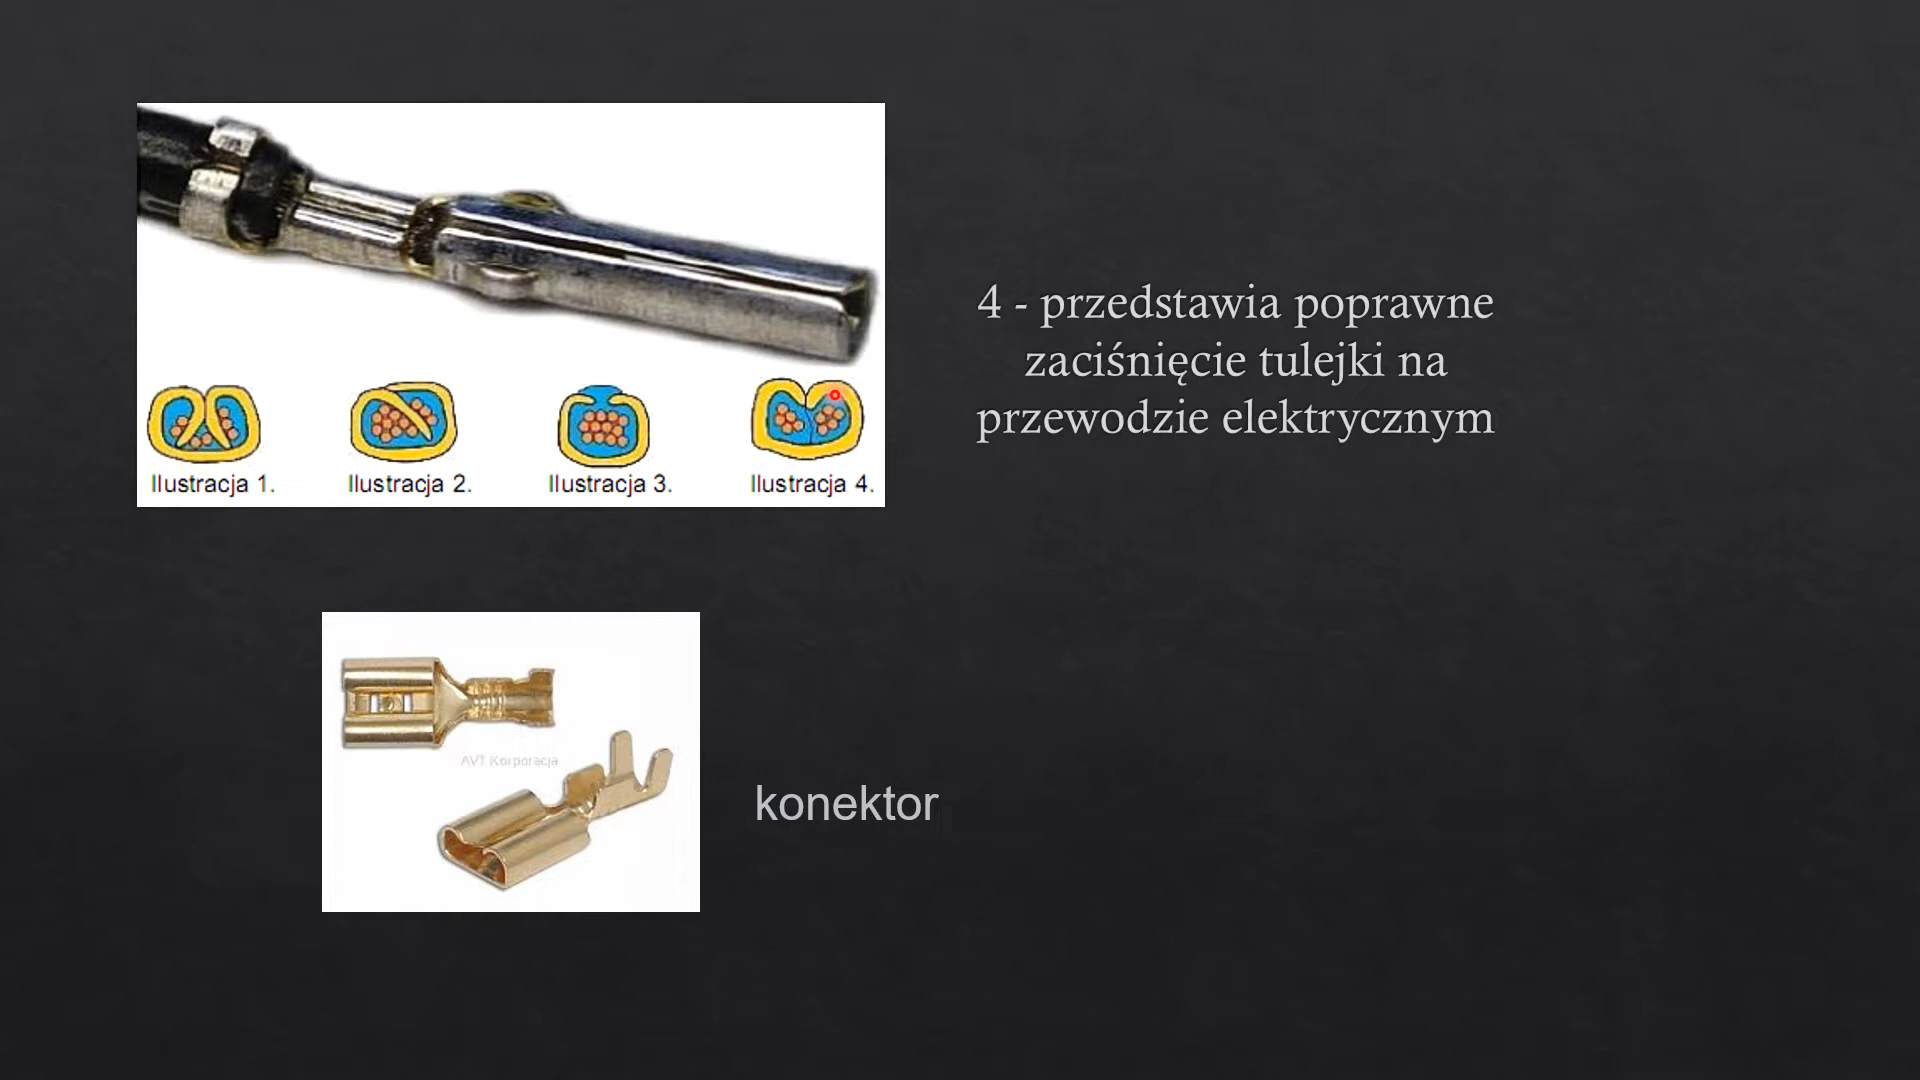 4 - przedstawia poprawne
zaciśnięcie tulejki na
przewodzie elektrycznym
Ilustracja 1.
Ilustracja 2.
Ilustracja 3.
Ilustracja 4.
AVT Korporacja
konektor